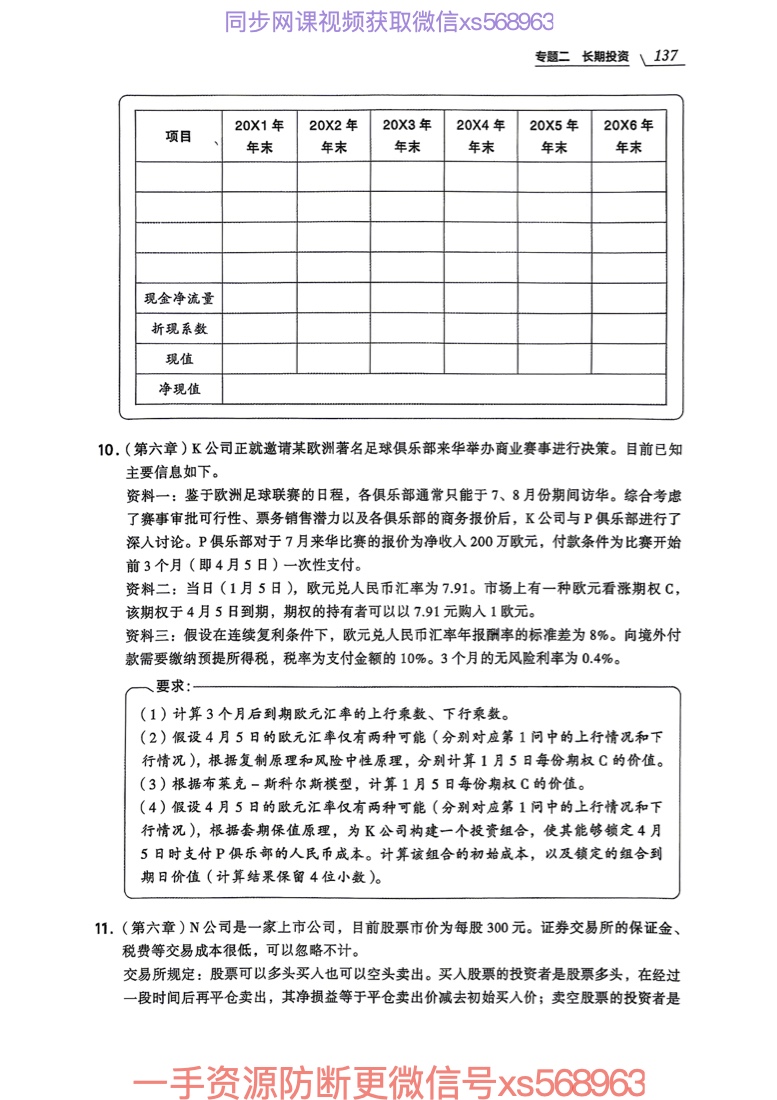 同步网课视频获取微信xs568963
专题二 长期投资 137
项目 20X1年年末 20X2年年末 20X3年年末 20X4年年末 20X5年年末 20X6年年末
现金净流量
折现系数
现值
净现值
10.(第六章)K公司正就邀请某欧洲著名足球俱乐部来华举办商业赛事进行决策。目前已知
主要信息如下。
资料一：鉴于欧洲足球联赛的日程，各俱乐部通常只能于7、8月份期间访华。综合考虑
了赛事审批可行性、票务销售潜力以及各俱乐部的商务报价后，K公司与P俱乐部进行了
深入讨论。P俱乐部对于7月来华比赛的报价为净收入200万欧元，付款条件为比赛开始
前3个月(即4月5日)一次性支付。
资料二：当日(1月5日)，欧元兑人民币汇率为7.91。市场上有一种欧元看涨期权C，
该期权于4月5日到期，期权的持有者可以以7.91元购入1欧元。
资料三：假设在连续复利条件下，欧元兑人民币汇率年报酬率的标准差为8%。向境外付
款需要缴纳预提所得税，税率为支付金额的10%。3个月的无风险利率为0.4%。
要求：
(1)计算3个月后到期欧元汇率的上行乘数、下行乘数。
(2)假设4月5日的欧元汇率仅有两种可能(分别对应第1问中的上行情况和下
行情况)，根据复制原理和风险中性原理，分别计算1月5日每份期权C的价值。
(3)根据布莱克-斯科尔斯模型，计算1月5日每份期权C的价值。
(4)假设4月5日的欧元汇率仅有两种可能(分别对应第1问中的上行情况和下
行情况)，根据套期保值原理，为K公司构建一个投资组合，使其能够锁定4月
5日时支付P俱乐部的人民币成本。计算该组合的初始成本，以及锁定的组合到
期日价值(计算结果保留4位小数)。
11.(第六章)N公司是一家上市公司，目前股票市价为每股300元。证券交易所的保证金、
税费等交易成本很低，可以忽略不计。
交易所规定：股票可以多头买入也可以空头卖出。买入股票的投资者是股票多头，在经过
一段时间后再平仓卖出，其净损益等于平仓卖出价减去初始买入价；卖空股票的投资者是
一手资源防断更微信号xs568963